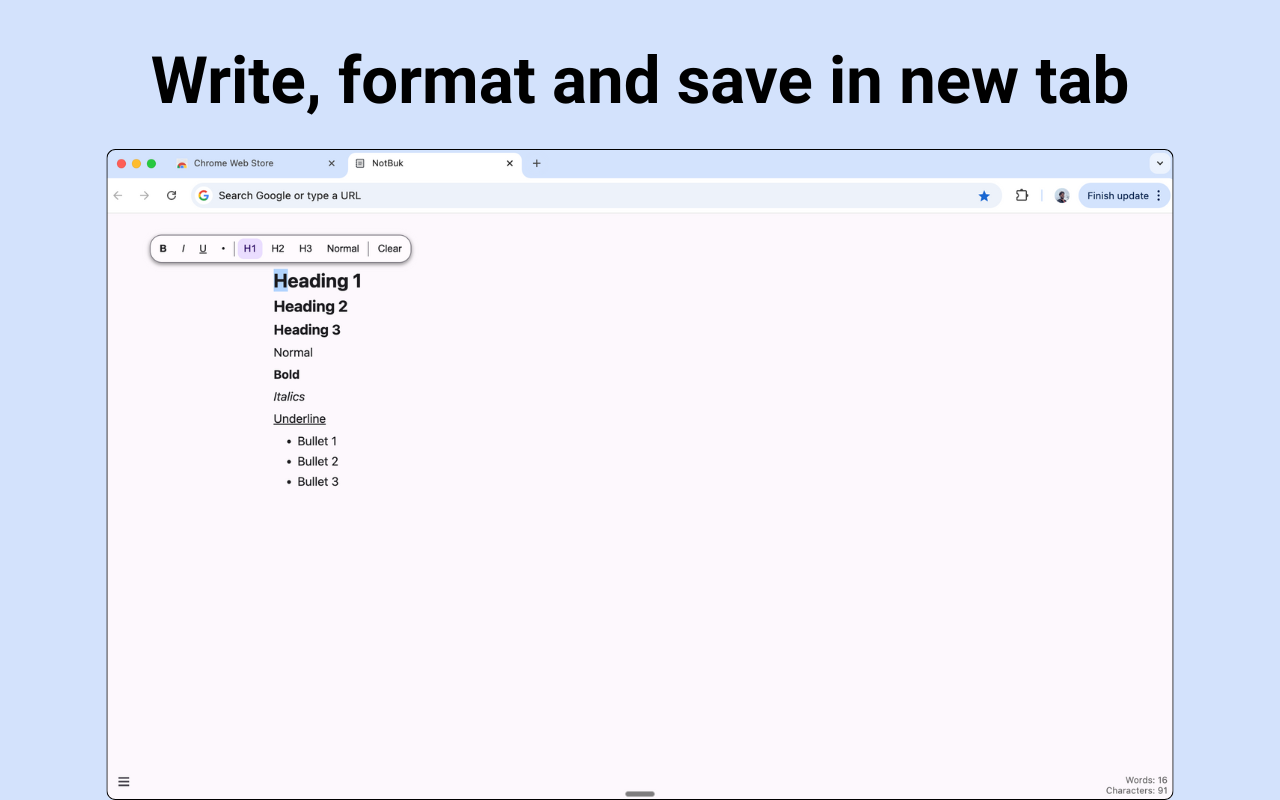 Write, format and save in new tab
Chrome Web Store
NotBuk
Search Google or type a URL
Finish update
B I U • H1 H2 H3 Normal Clear
Heading 1
Heading 2
Heading 3
Normal
Bold
Italics
Underline
• Bullet 1
• Bullet 2
• Bullet 3
Words: 16
Characters: 91